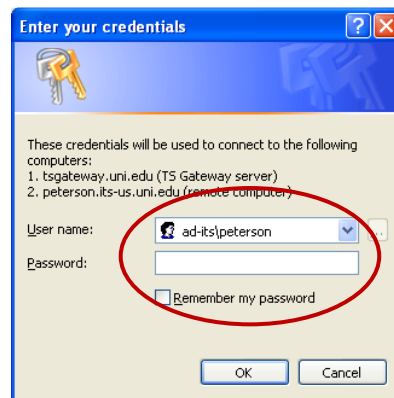 Enter your credentials
These credentials will be used to connect to the following
computers:
1. tsgateway.uni.edu (TS Gateway server)
2. peterson.its-us.uni.edu (remote computer)
User name:
ad-its\peterson
...
Password:
Remember my password
OK
Cancel